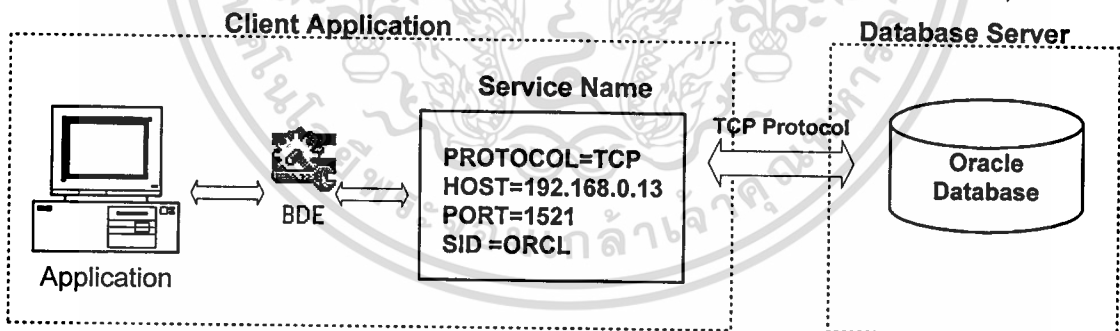 Client Application
Database Server
Service Name
TCP Protocol
PROTOCOL=TCP
HOST=192.168.0.13
PORT=1521
SID =ORCL
Oracle
Database
BDE
Application